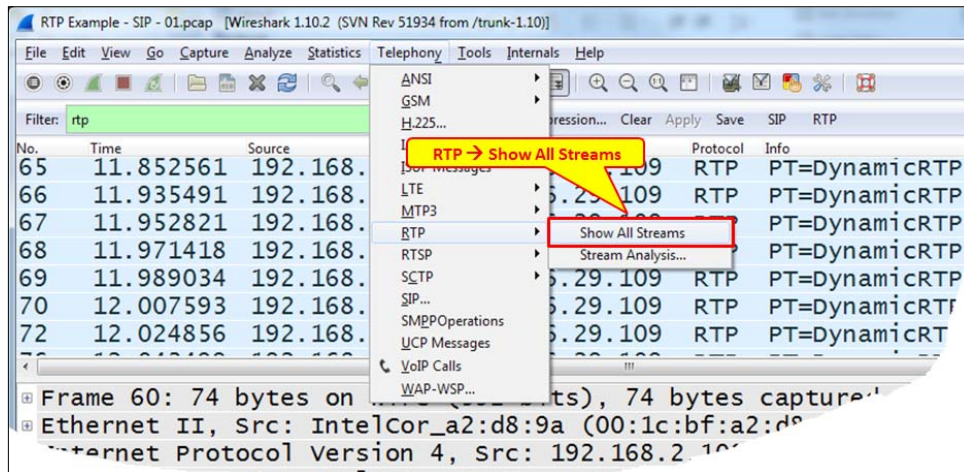 RTP Example - SIP - 01.pcap [Wireshark 1.10.2 (SVN Rev 51934 from /trunk-1.10)]
File Edit View Go Capture Analyze Statistics Telephony Tools Internals Help
Filter: rtp
Clear Apply Save SIP RTP
No. Time Source Protocol Info
65 11.852561 192.168. .109 RTP PT=DynamicRTP
66 11.935491 192.168. RTP PT=DynamicRTP
67 11.952821 192.168. PT=DynamicRTP
68 11.971418 192.168. PT=DynamicRTP
69 11.989034 192.168. .29.109 RTP PT=DynamicRTP
70 12.007593 192.168. .29.109 RTP PT=DynamicRT
72 12.024856 192.168. .29.109 RTP PT=Dynamic
ANSI
GSM
H.225...
Messages
LTE
MTP3
RTP
RTSP
SCTP
SIP...
SMPPOperations
UCP Messages
VoIP Calls
WAP-WSP...
RTP → Show All Streams
Show All Streams
Stream Analysis...
Frame 60: 74 bytes on 74 bytes captured
Ethernet II, Src: IntelCor_a2:d8:9a (00:1c:bf:a2:d8
Internet Protocol Version 4, Src: 192.168.2.10